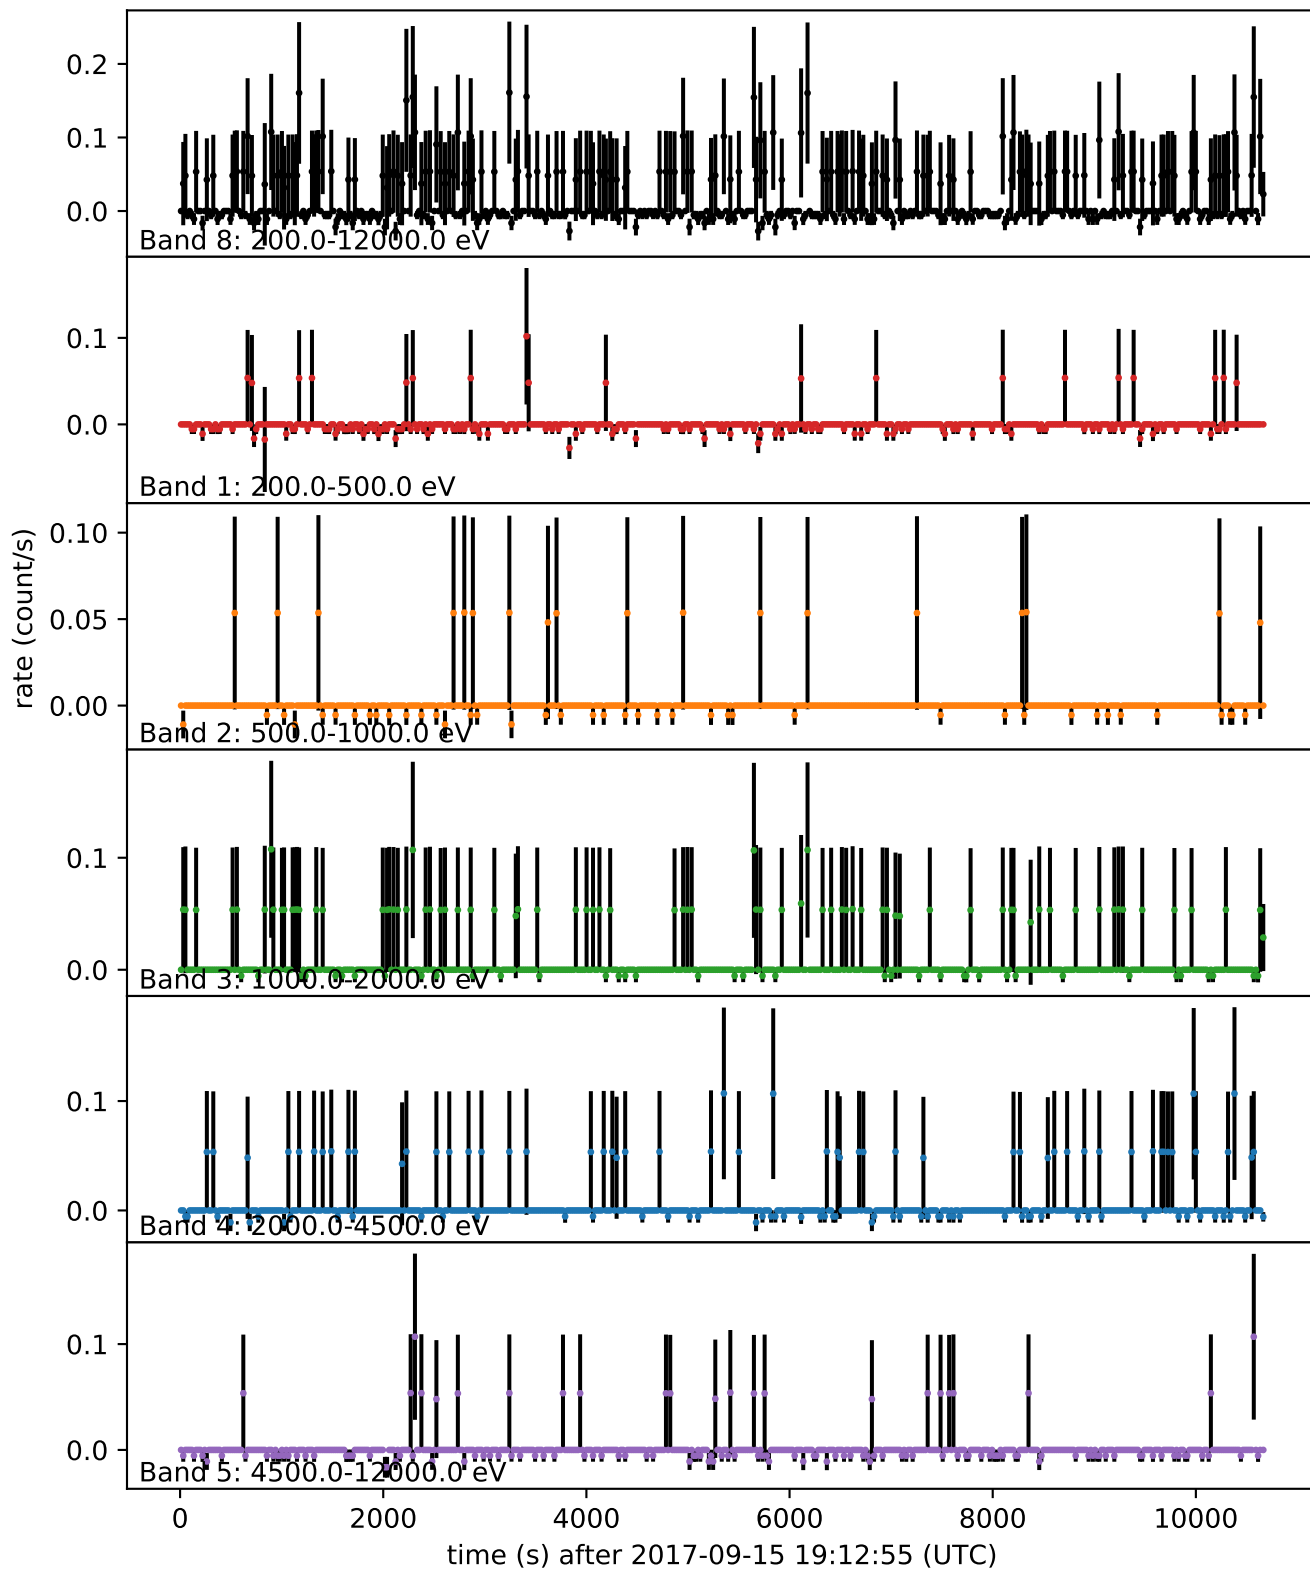 0.2
0.1
0.0
Band 8: 200.0-12000.0 eV
0.1
0.0
Band 1: 200.0-500.0 eV
rate (count/s)
0.10
0.05
0.00
Band 2: 500.0-1000.0 eV
0.1
0.0
Band 3: 1000.0-2000.0 eV
0.1
0.0
Band 4: 2000.0-4500.0 eV
0.1
0.0
Band 5: 4500.0-12000.0 eV
0 2000 4000 6000 8000 10000
time (s) after 2017-09-15 19:12:55 (UTC)